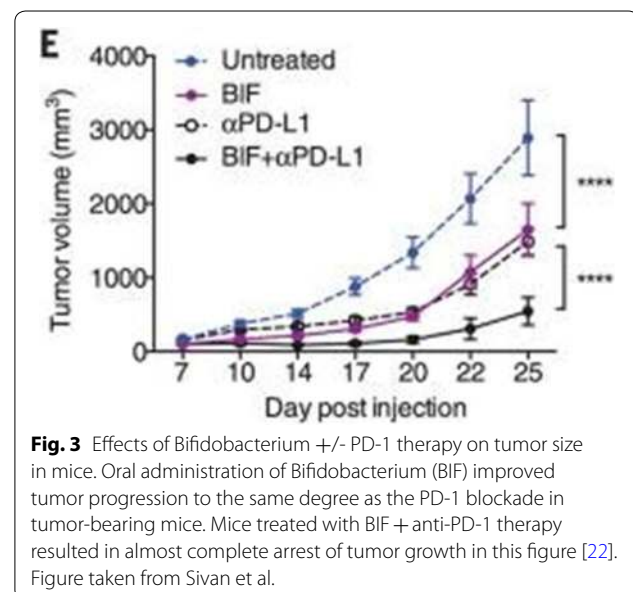 E
Untreated
BIF
αPD-L1
BIF+αPD-L1
Tumor volume (mm³)
4000
3000
2000
1000
0
****
****
7 10 14 17 20 22 25
Day post injection
Fig. 3 Effects of Bifidobacterium +/- PD-1 therapy on tumor size
in mice. Oral administration of Bifidobacterium (BIF) improved
tumor progression to the same degree as the PD-1 blockade in
tumor-bearing mice. Mice treated with BIF + anti-PD-1 therapy
resulted in almost complete arrest of tumor growth in this figure [22].
Figure taken from Sivan et al.